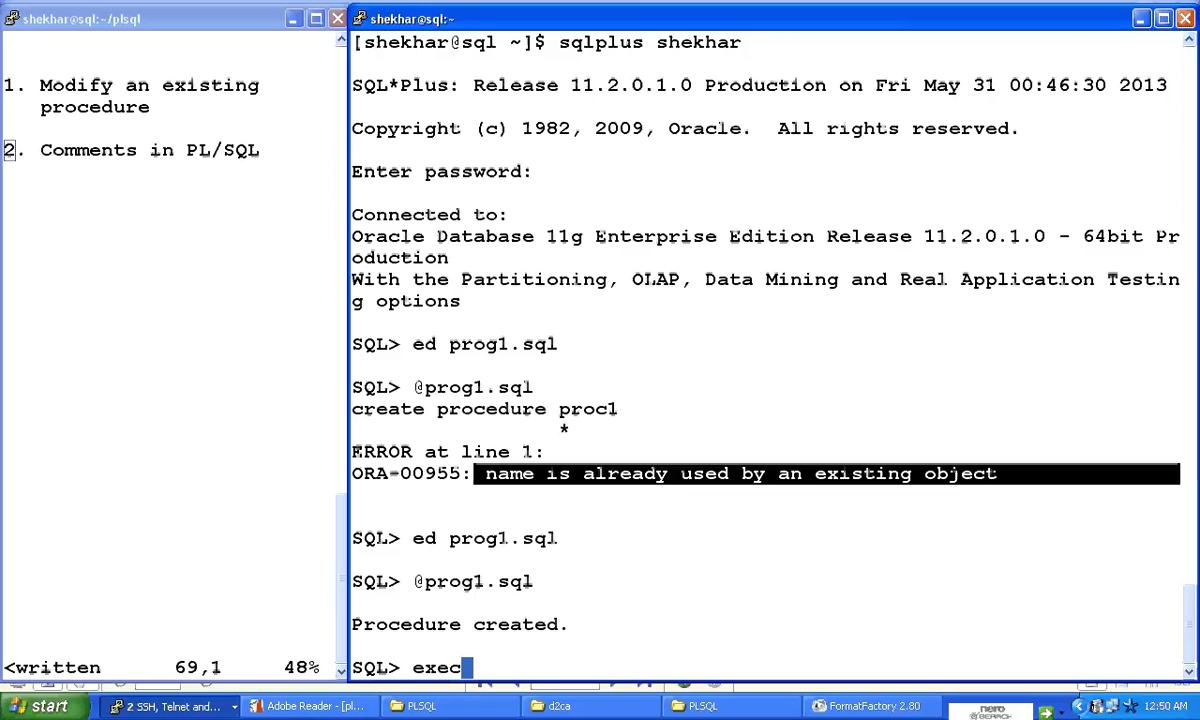 shekhar@sql:~/plsql
1. Modify an existing
procedure
2. Comments in PL/SQL
<written 69,1 48%
shekhar@sql:~
[shekhar@sql ~]$ sqlplus shekhar
SQL*Plus: Release 11.2.0.1.0 Production on Fri May 31 00:46:30 2013
Copyright (c) 1982, 2009, Oracle. All rights reserved.
Enter password:
Connected to:
Oracle Database 11g Enterprise Edition Release 11.2.0.1.0 - 64bit Pr
oduction
With the Partitioning, OLAP, Data Mining and Real Application Testin
g options
SQL> ed prog1.sql
SQL> @prog1.sql
create procedure proc1
*
ERROR at line 1:
ORA-00955: name is already used by an existing object
SQL> ed prog1.sql
SQL> @prog1.sql
Procedure created.
SQL> exec
start
2 SSH, Telnet and...
Adobe Reader - [pl...
PLSQL
d2ca
PLSQL
FormatFactory 2.80
nero
SEARCH
12:50 AM